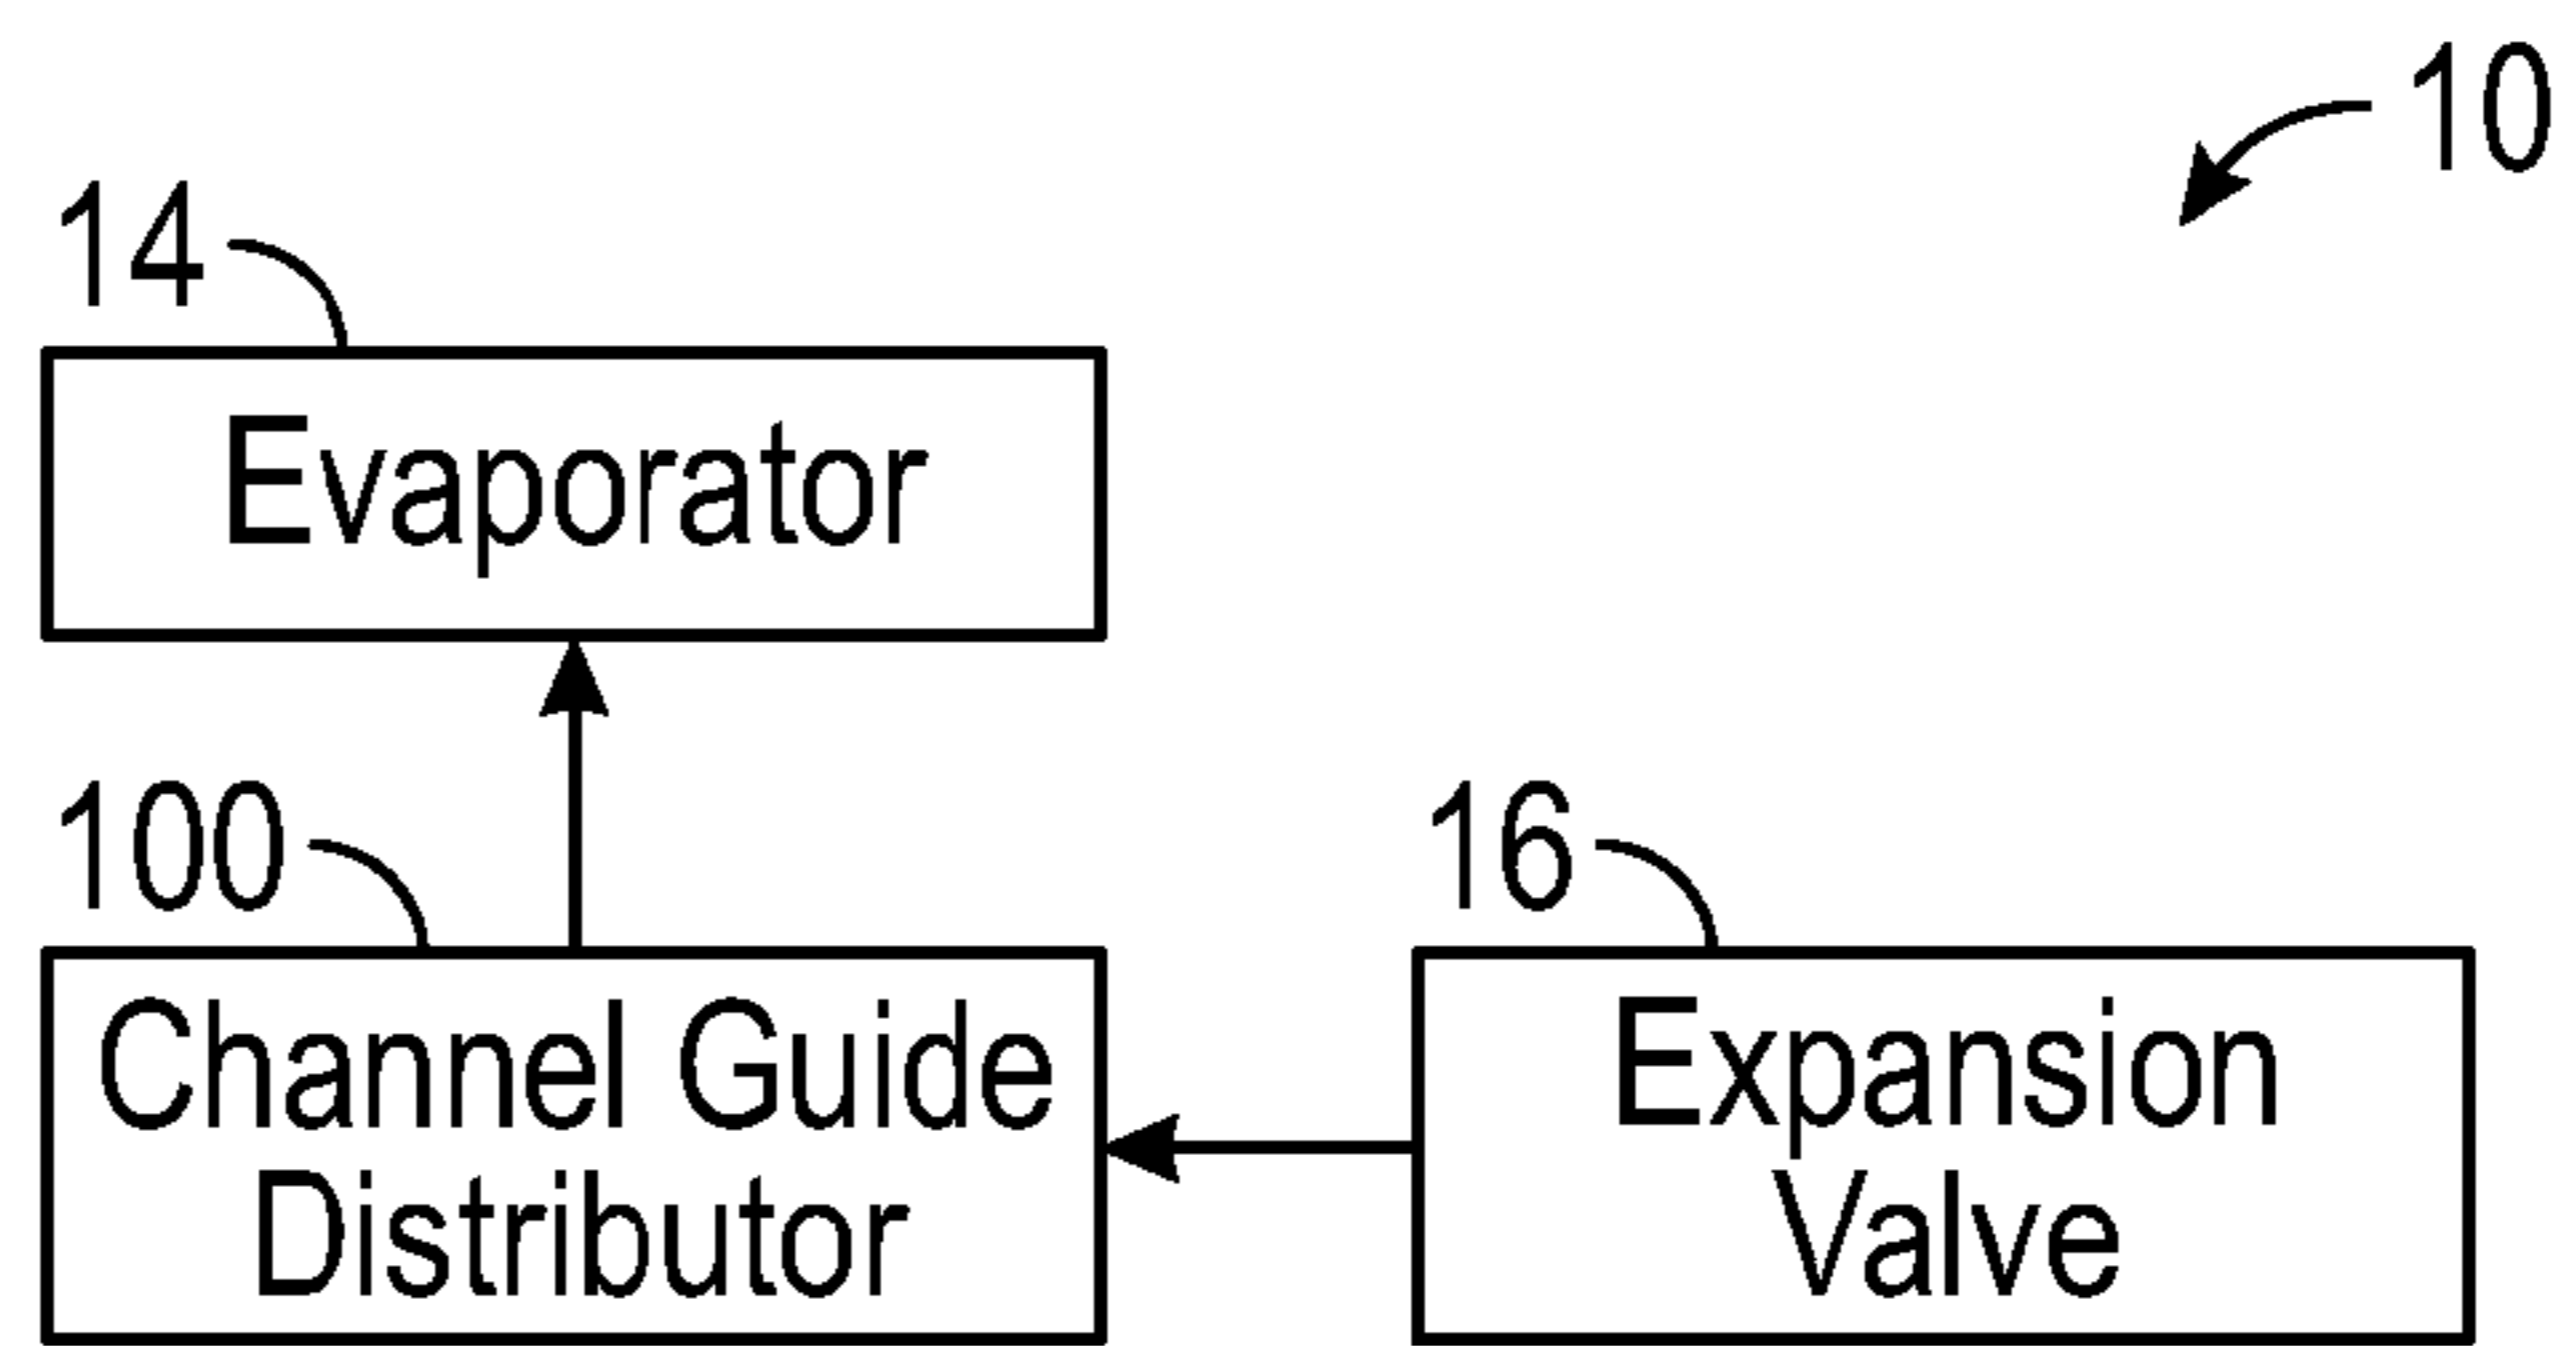 10
14
Evaporator
100
Channel Guide
Distributor
16
Expansion
Valve